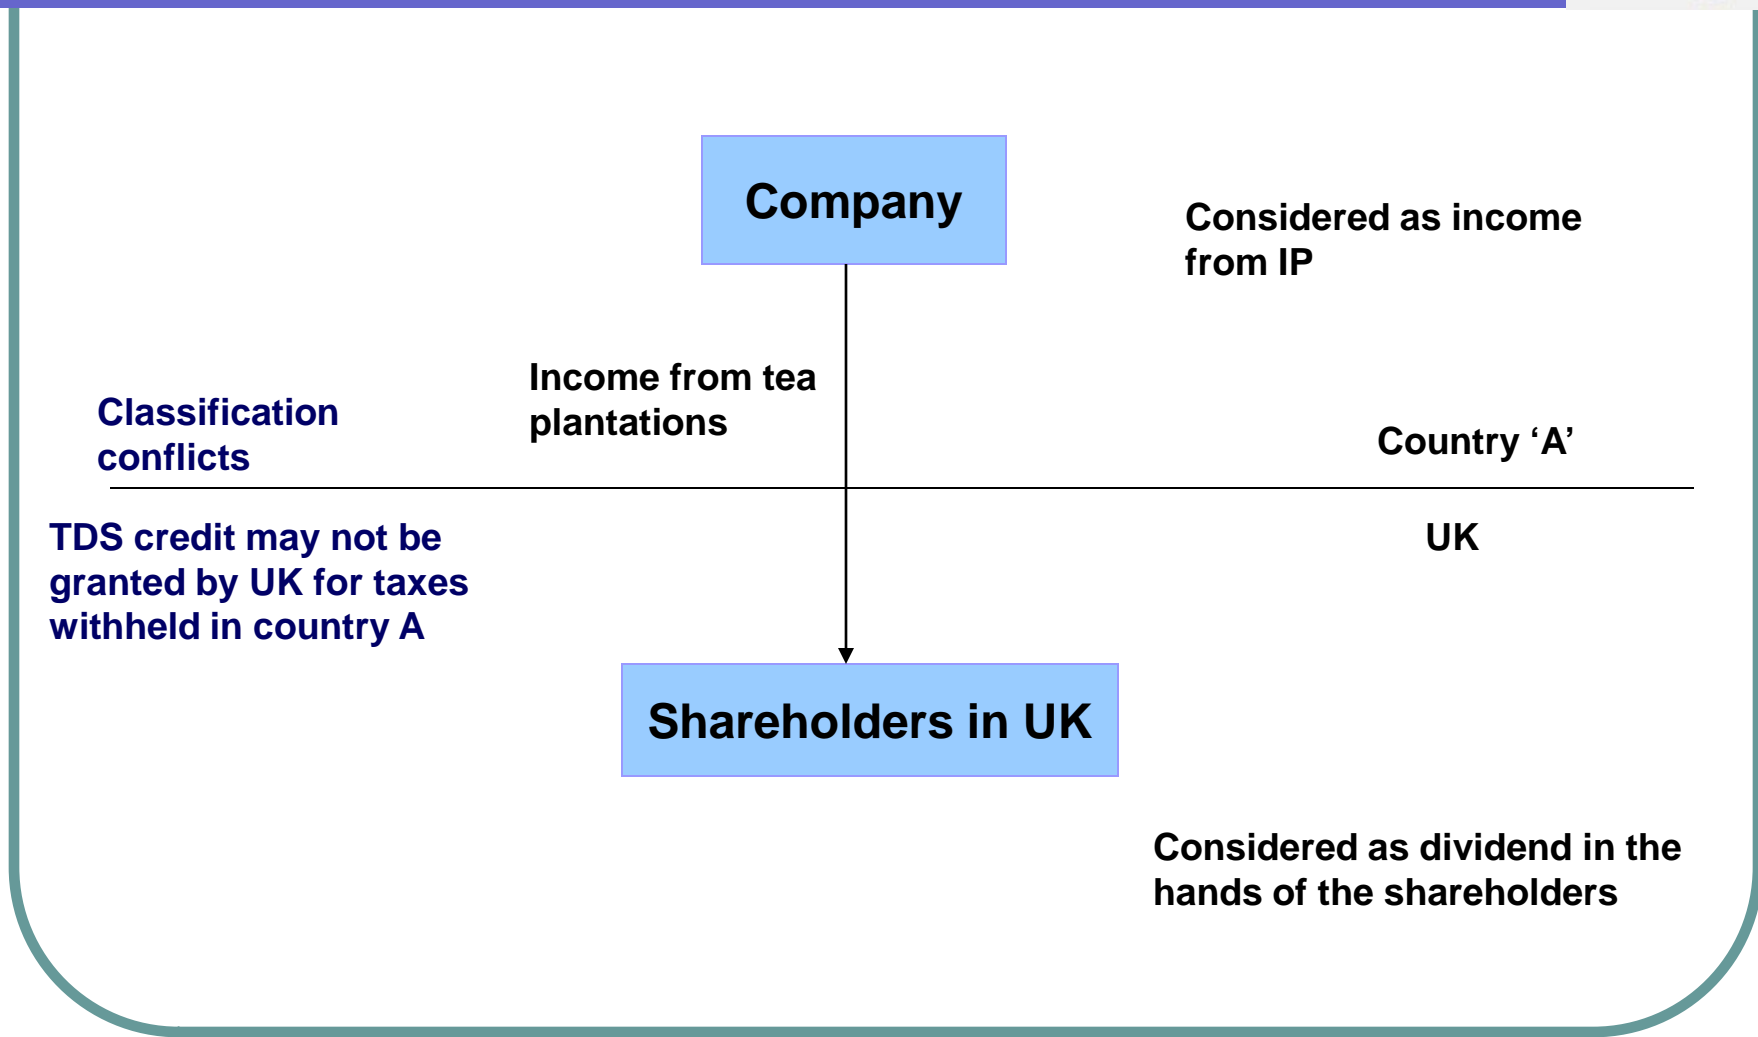 Company
Considered as income
from IP
Income from tea
plantations
Classification
conflicts
Country ‘A’
TDS credit may not be
granted by UK for taxes
withheld in country A
UK
Shareholders in UK
Considered as dividend in the
hands of the shareholders